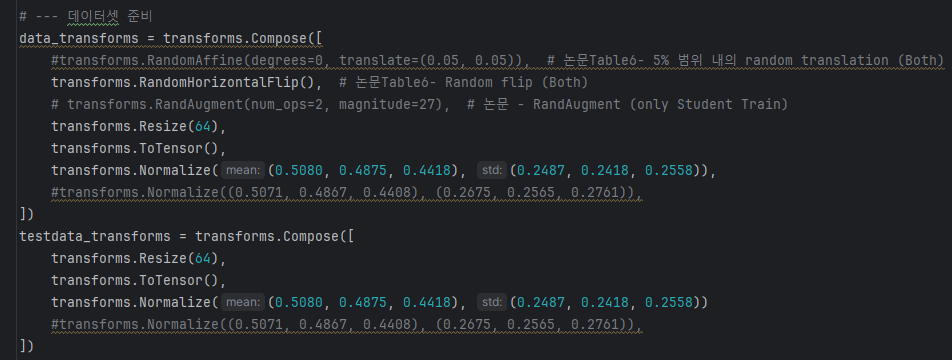 # --- 데이터셋 준비
data_transforms = transforms.Compose([
#transforms.RandomAffine(degrees=0, translate=(0.05, 0.05)),  # 논문Table6- 5% 범위 내의 random translation (Both)
transforms.RandomHorizontalFlip(),  # 논문Table6- Random flip (Both)
# transforms.RandAugment(num_ops=2, magnitude=27),  # 논문 - RandAugment (only Student Train)
transforms.Resize(64),
transforms.ToTensor(),
transforms.Normalize( mean: (0.5080, 0.4875, 0.4418), std: (0.2487, 0.2418, 0.2558)),
#transforms.Normalize((0.5071, 0.4867, 0.4408), (0.2675, 0.2565, 0.2761)),
])
testdata_transforms = transforms.Compose([
transforms.Resize(64),
transforms.ToTensor(),
transforms.Normalize( mean: (0.5080, 0.4875, 0.4418), std: (0.2487, 0.2418, 0.2558))
#transforms.Normalize((0.5071, 0.4867, 0.4408), (0.2675, 0.2565, 0.2761)),
])